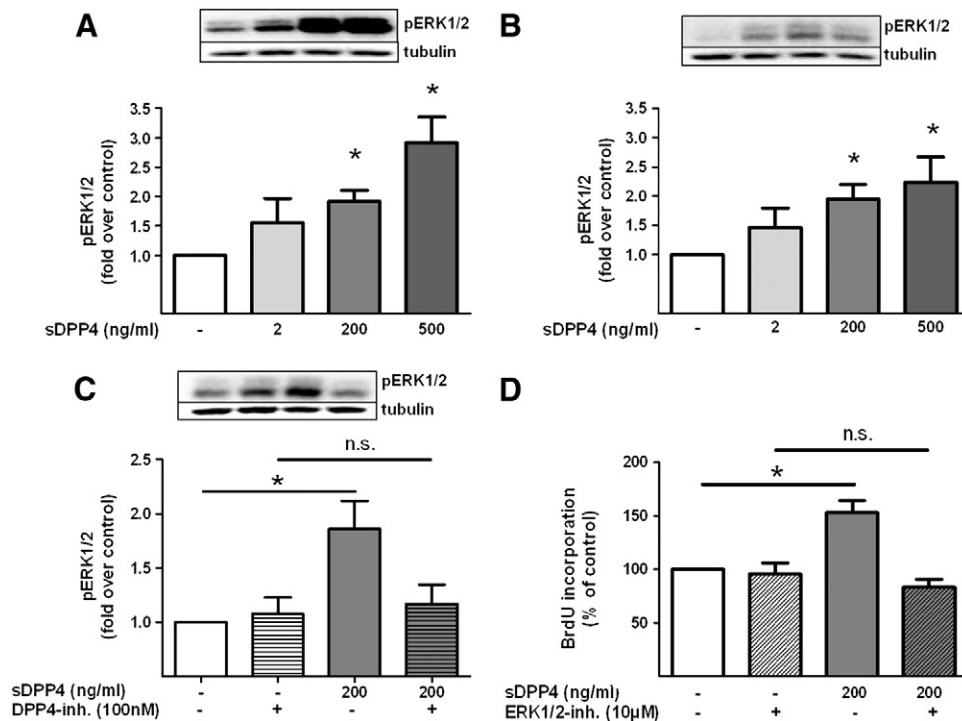 A
pERK1/2
tubulin
*
*
3.5
3.0
2.5
2.0
1.5
1.0
pERK1/2
(fold over control)
sDPP4 (ng/ml)
- 2 200 500
B
pERK1/2
tubulin
*
*
3.5
3.0
2.5
2.0
1.5
1.0
pERK1/2
(fold over control)
sDPP4 (ng/ml)
- 2 200 500
C
pERK1/2
tubulin
n.s.
*
2.5
2.0
1.5
1.0
pERK1/2
(fold over control)
sDPP4 (ng/ml) - - 200 200
DPP4-inh. (100nM) - + - +
D
n.s.
*
200
150
100
50
BrdU incorporation
(% of control)
sDPP4 (ng/ml) - - 200 200
ERK1/2-inh. (10µM) - + - +